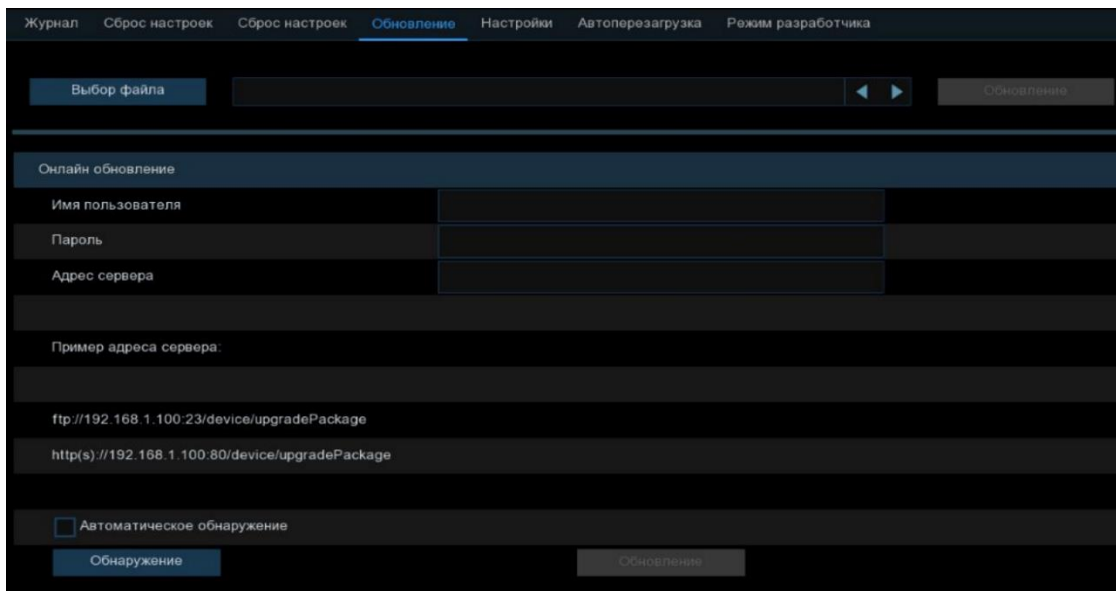 Журнал Сброс настроек Сброс настроек Обновление Настройки Автоперезагрузка Режим разработчика
Выбор файла Обновление
Онлайн обновление
Имя пользователя
Пароль
Адрес сервера
Пример адреса сервера:
ftp://192.168.1.100:23/device/upgradePackage
http(s)://192.168.1.100:80/device/upgradePackage
Автоматическое обнаружение
Обнаружение Обновление